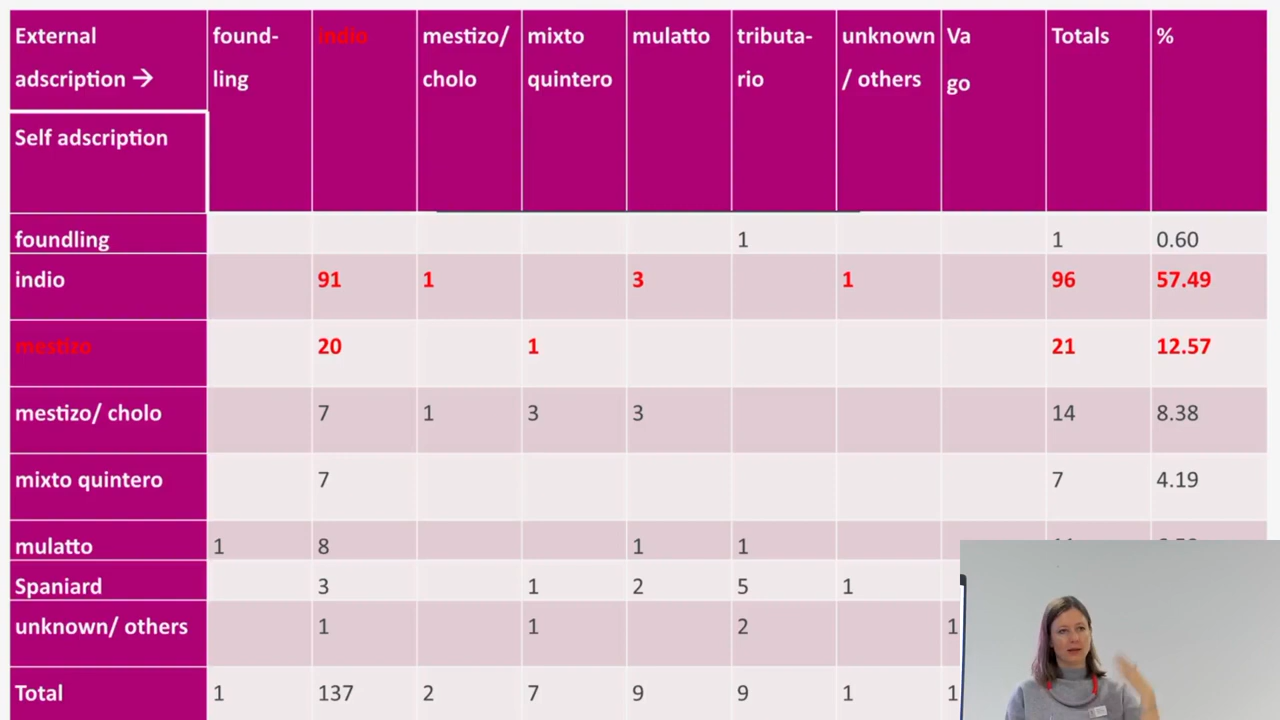 External adscription → found- ling indio mestizo/ cholo mixto quintero mulatto tributa- rio unknown / others Va go Totals %
Self adscription
foundling 1 1 0.60
indio 91 1 3 1 96 57.49
mestizo 20 1 21 12.57
mestizo/ cholo 7 1 3 3 14 8.38
mixto quintero 7 7 4.19
mulatto 1 8 1 1
Spaniard 3 1 2 5 1
unknown/ others 1 1 2 1
Total 1 137 2 7 9 9 1 1